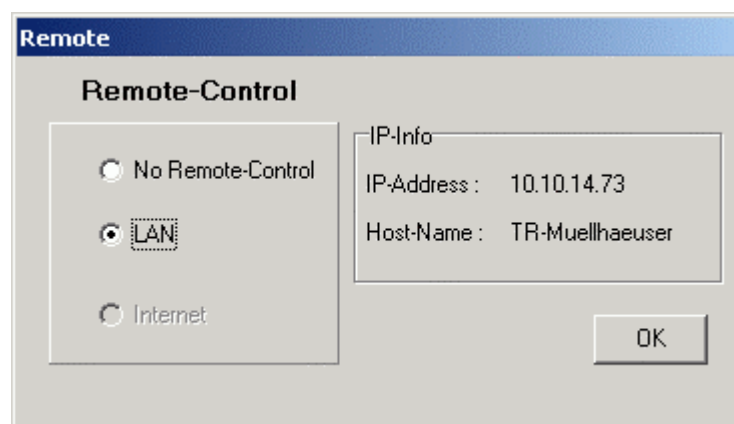 Remote
Remote-Control
No Remote-Control
LAN
Internet
IP-Info
IP-Address : 10.10.14.73
Host-Name : TR-Muellhaeuser
OK